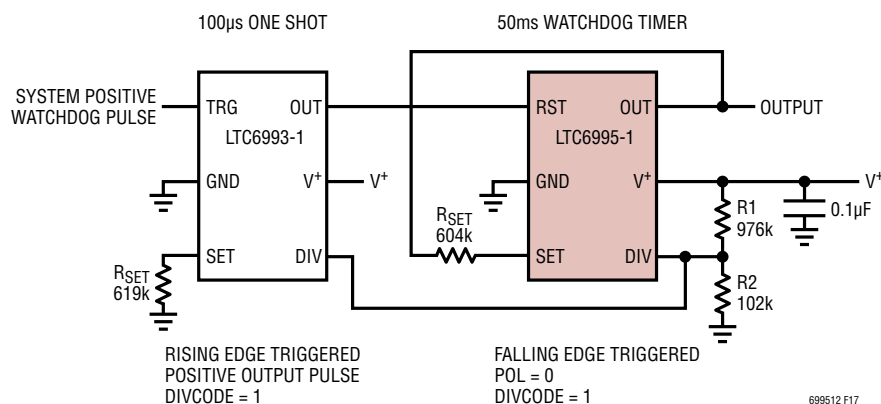 100µs ONE SHOT
50ms WATCHDOG TIMER
SYSTEM POSITIVE
WATCHDOG PULSE
TRG
OUT
LTC6993-1
GND
V+
V+
SET
DIV
RSET
619k
RST
OUT
LTC6995-1
GND
V+
SET
DIV
RSET
604k
OUTPUT
V+
R1
976k
0.1µF
R2
102k
RISING EDGE TRIGGERED
POSITIVE OUTPUT PULSE
DIVCODE = 1
FALLING EDGE TRIGGERED
POL = 0
DIVCODE = 1
699512 F17